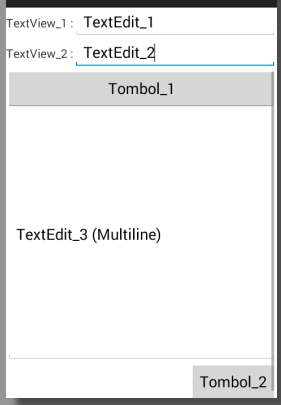 TextView_1 : TextEdit_1
TextView_2 : TextEdit_2
Tombol_1
TextEdit_3 (Multiline)
Tombol_2